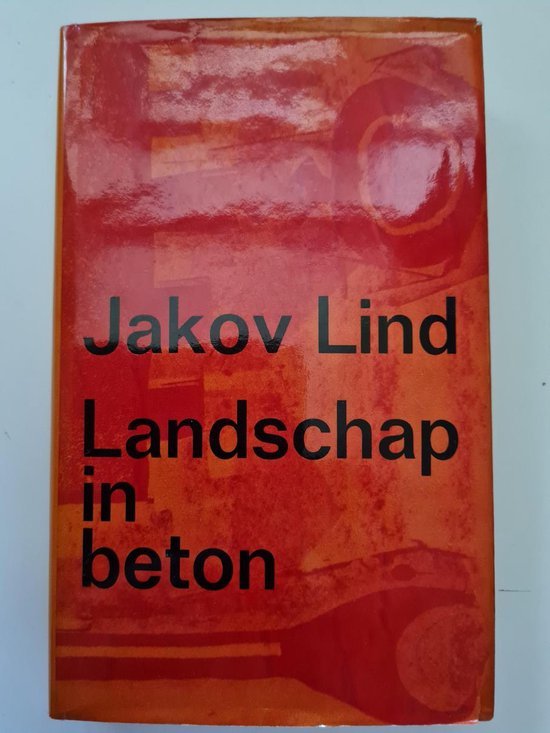 Jakov Lind
Landschap
in
beton